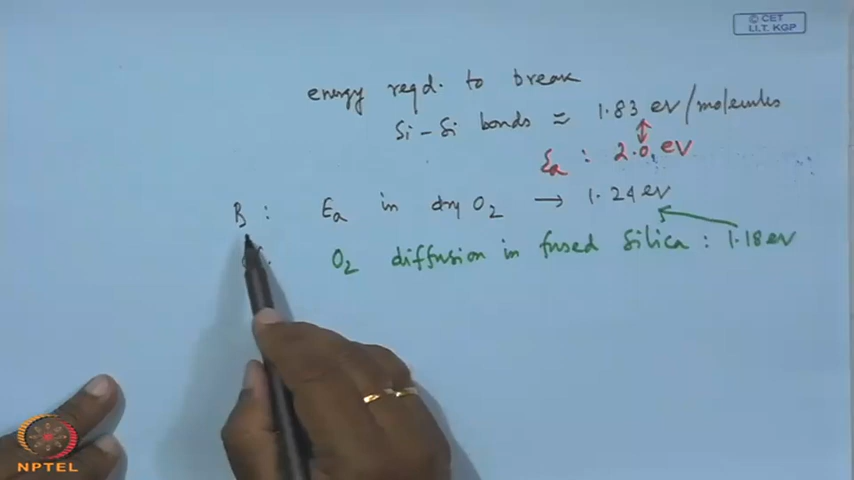 © CET
I.I.T. KGP
energy reqd. to break
Si-Si bonds ≈ 1.83 eV/molecules
Ea : 2.0, eV
B : Ea in dry O2 → 1.24 eV
O2 diffusion in fused silica : 1.18 eV
NPTEL